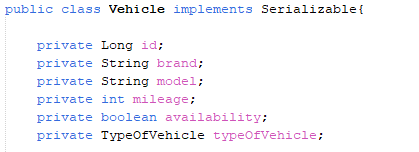 public class Vehicle implements Serializable{
private Long id;
private String brand;
private String model;
private int mileage;
private boolean availability;
private TypeOfVehicle typeOfVehicle;